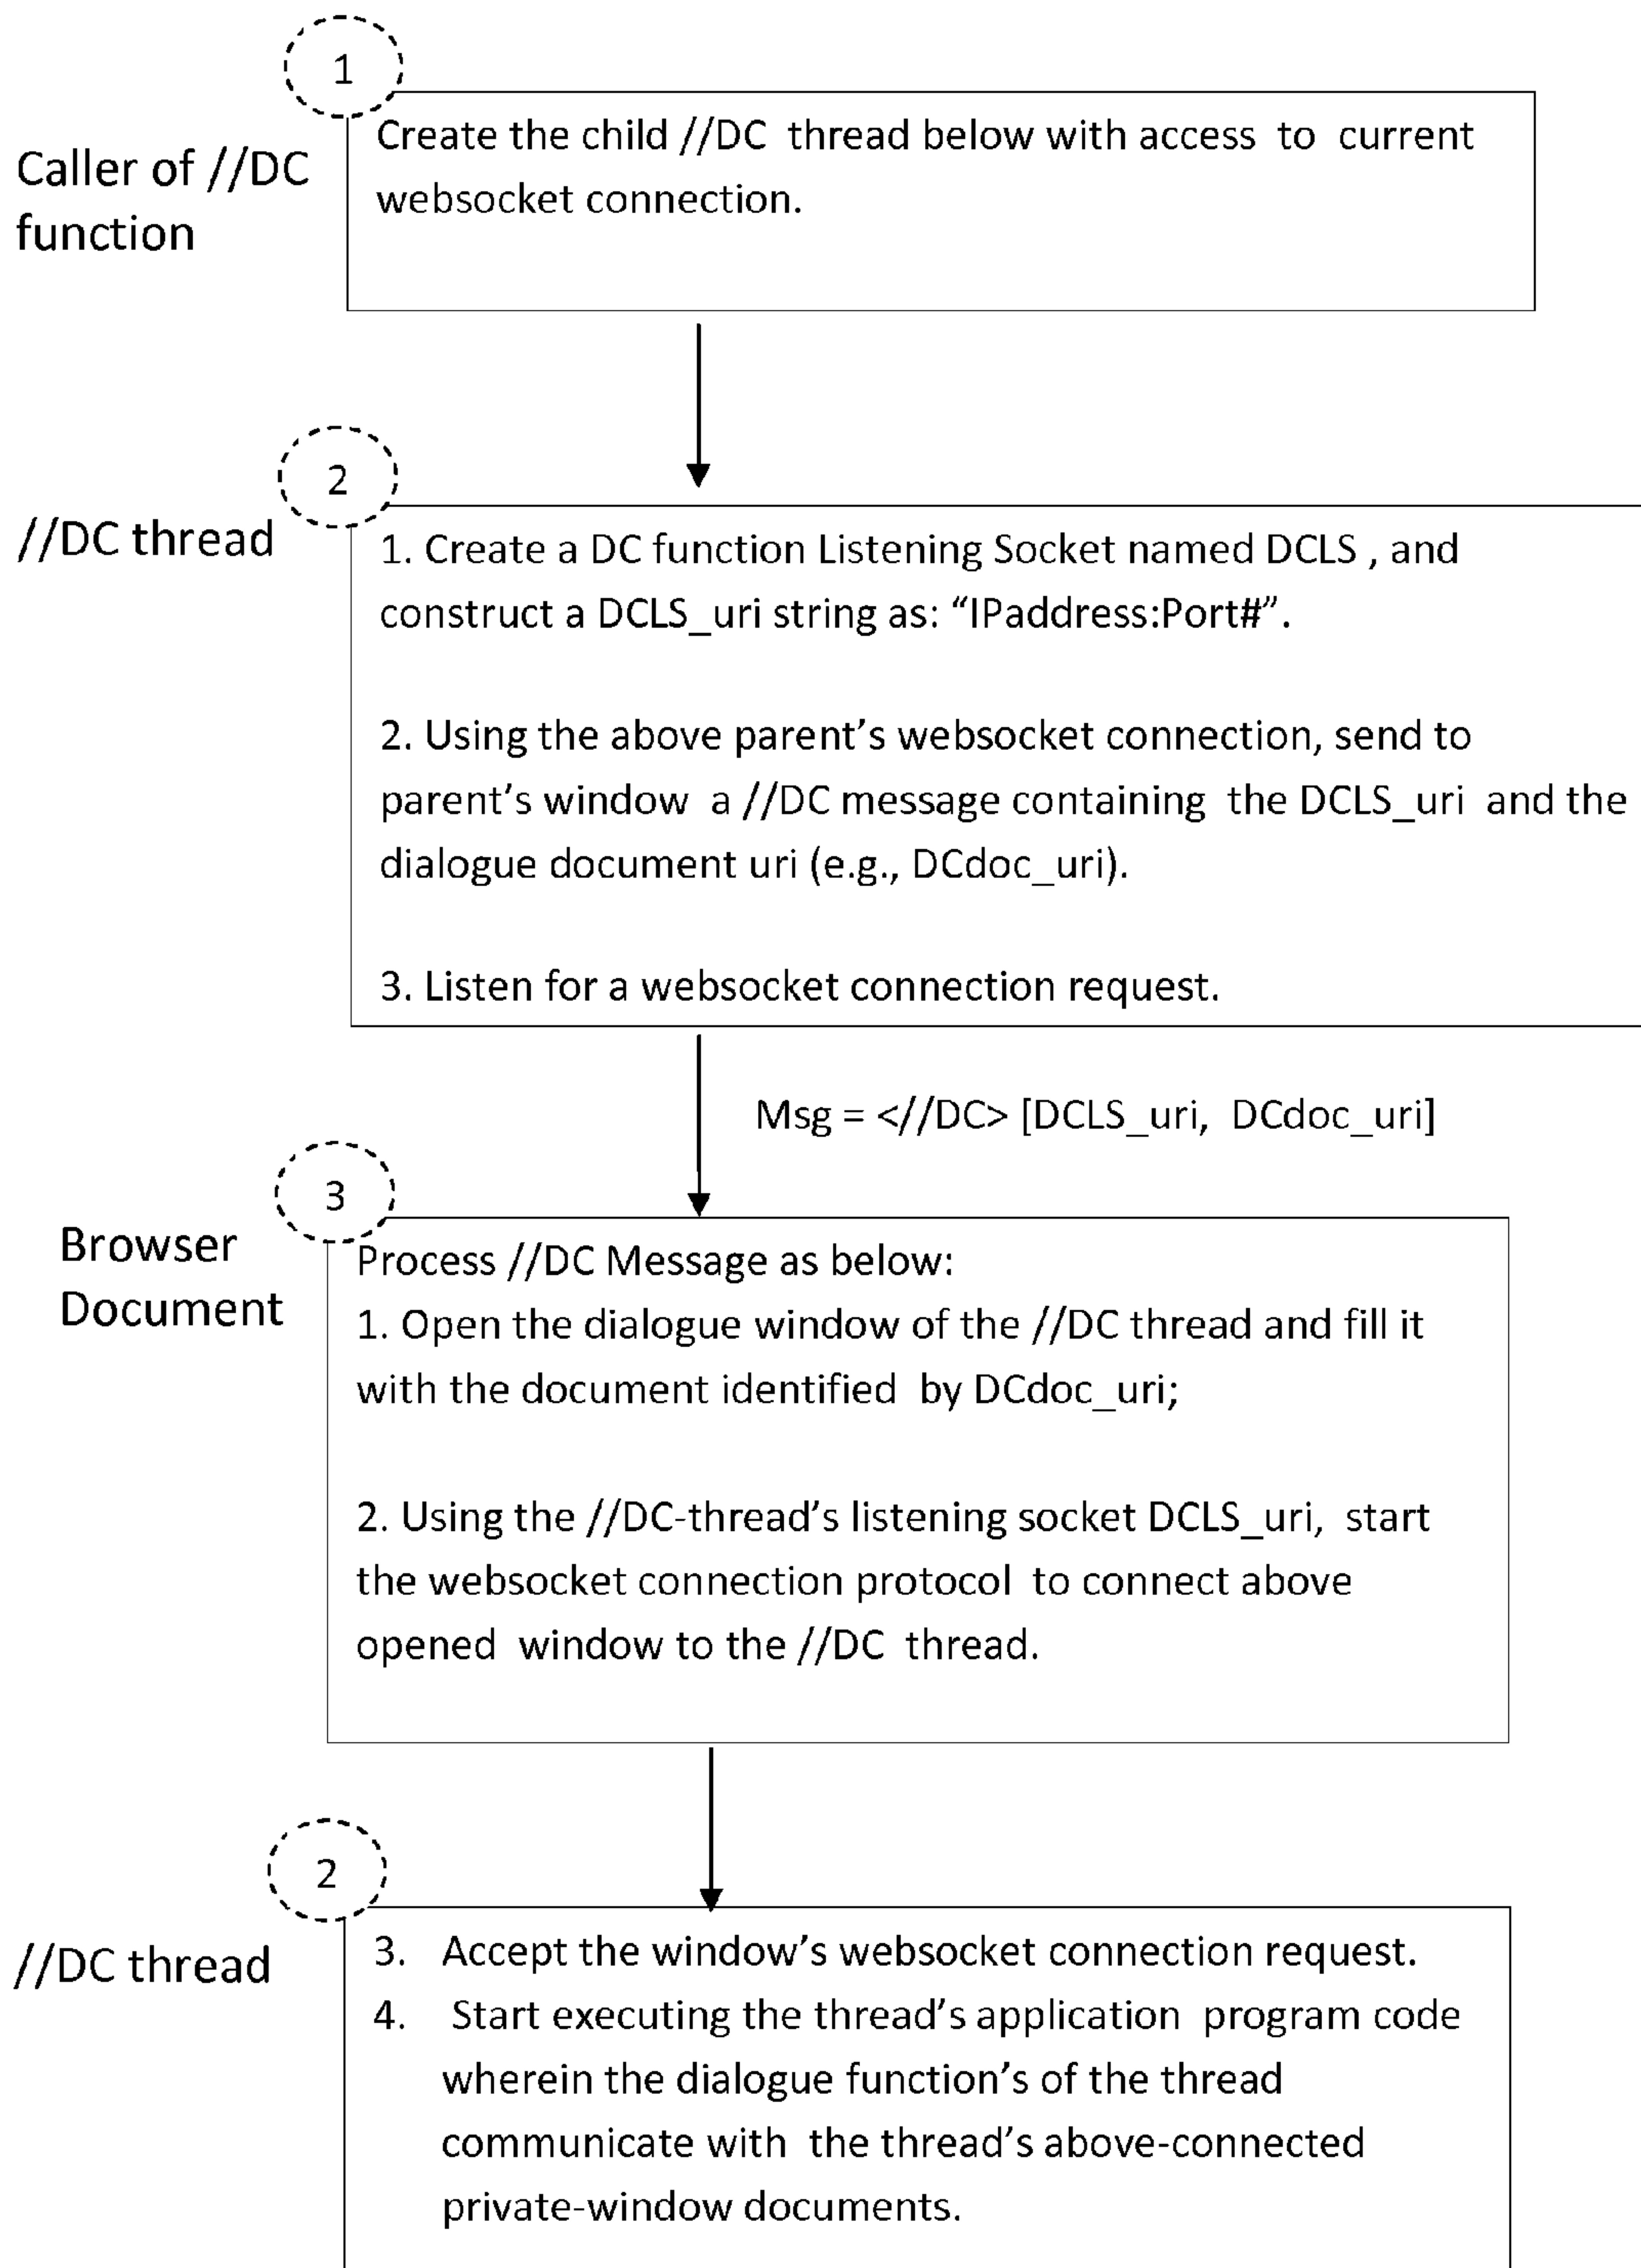 1
Caller of //DC
function
Create the child //DC thread below with access to current
websocket connection.
2
//DC thread
1. Create a DC function Listening Socket named DCLS , and
construct a DCLS_uri string as: “IPaddress:Port#”.
2. Using the above parent’s websocket connection, send to
parent’s window a //DC message containing the DCLS_uri and the
dialogue document uri (e.g., DCdoc_uri).
3. Listen for a websocket connection request.
Msg = <//DC> [DCLS_uri, DCdoc_uri]
3
Browser
Document
Process //DC Message as below:
1. Open the dialogue window of the //DC thread and fill it
with the document identified by DCdoc_uri;
2. Using the //DC-thread’s listening socket DCLS_uri, start
the websocket connection protocol to connect above
opened window to the //DC thread.
2
//DC thread
3. Accept the window’s websocket connection request.
4. Start executing the thread’s application program code
wherein the dialogue function’s of the thread
communicate with the thread’s above-connected
private-window documents.